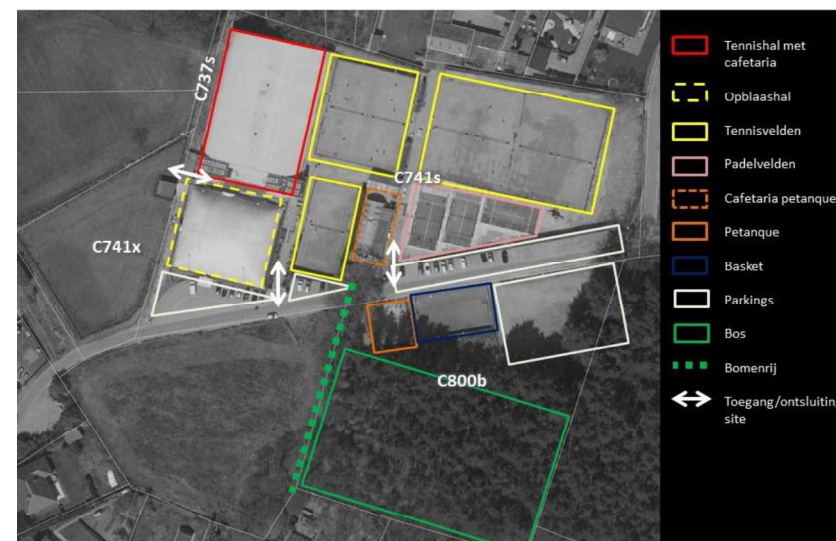 C737s
C741s
C741x
C800b
Tennishal met
cafetaria
Opblaashal
Tennisvelden
Padelvelden
Cafetaria petanque
Petanque
Basket
Parkings
Bos
Bomenrij
Toegang/ontsluiting
site